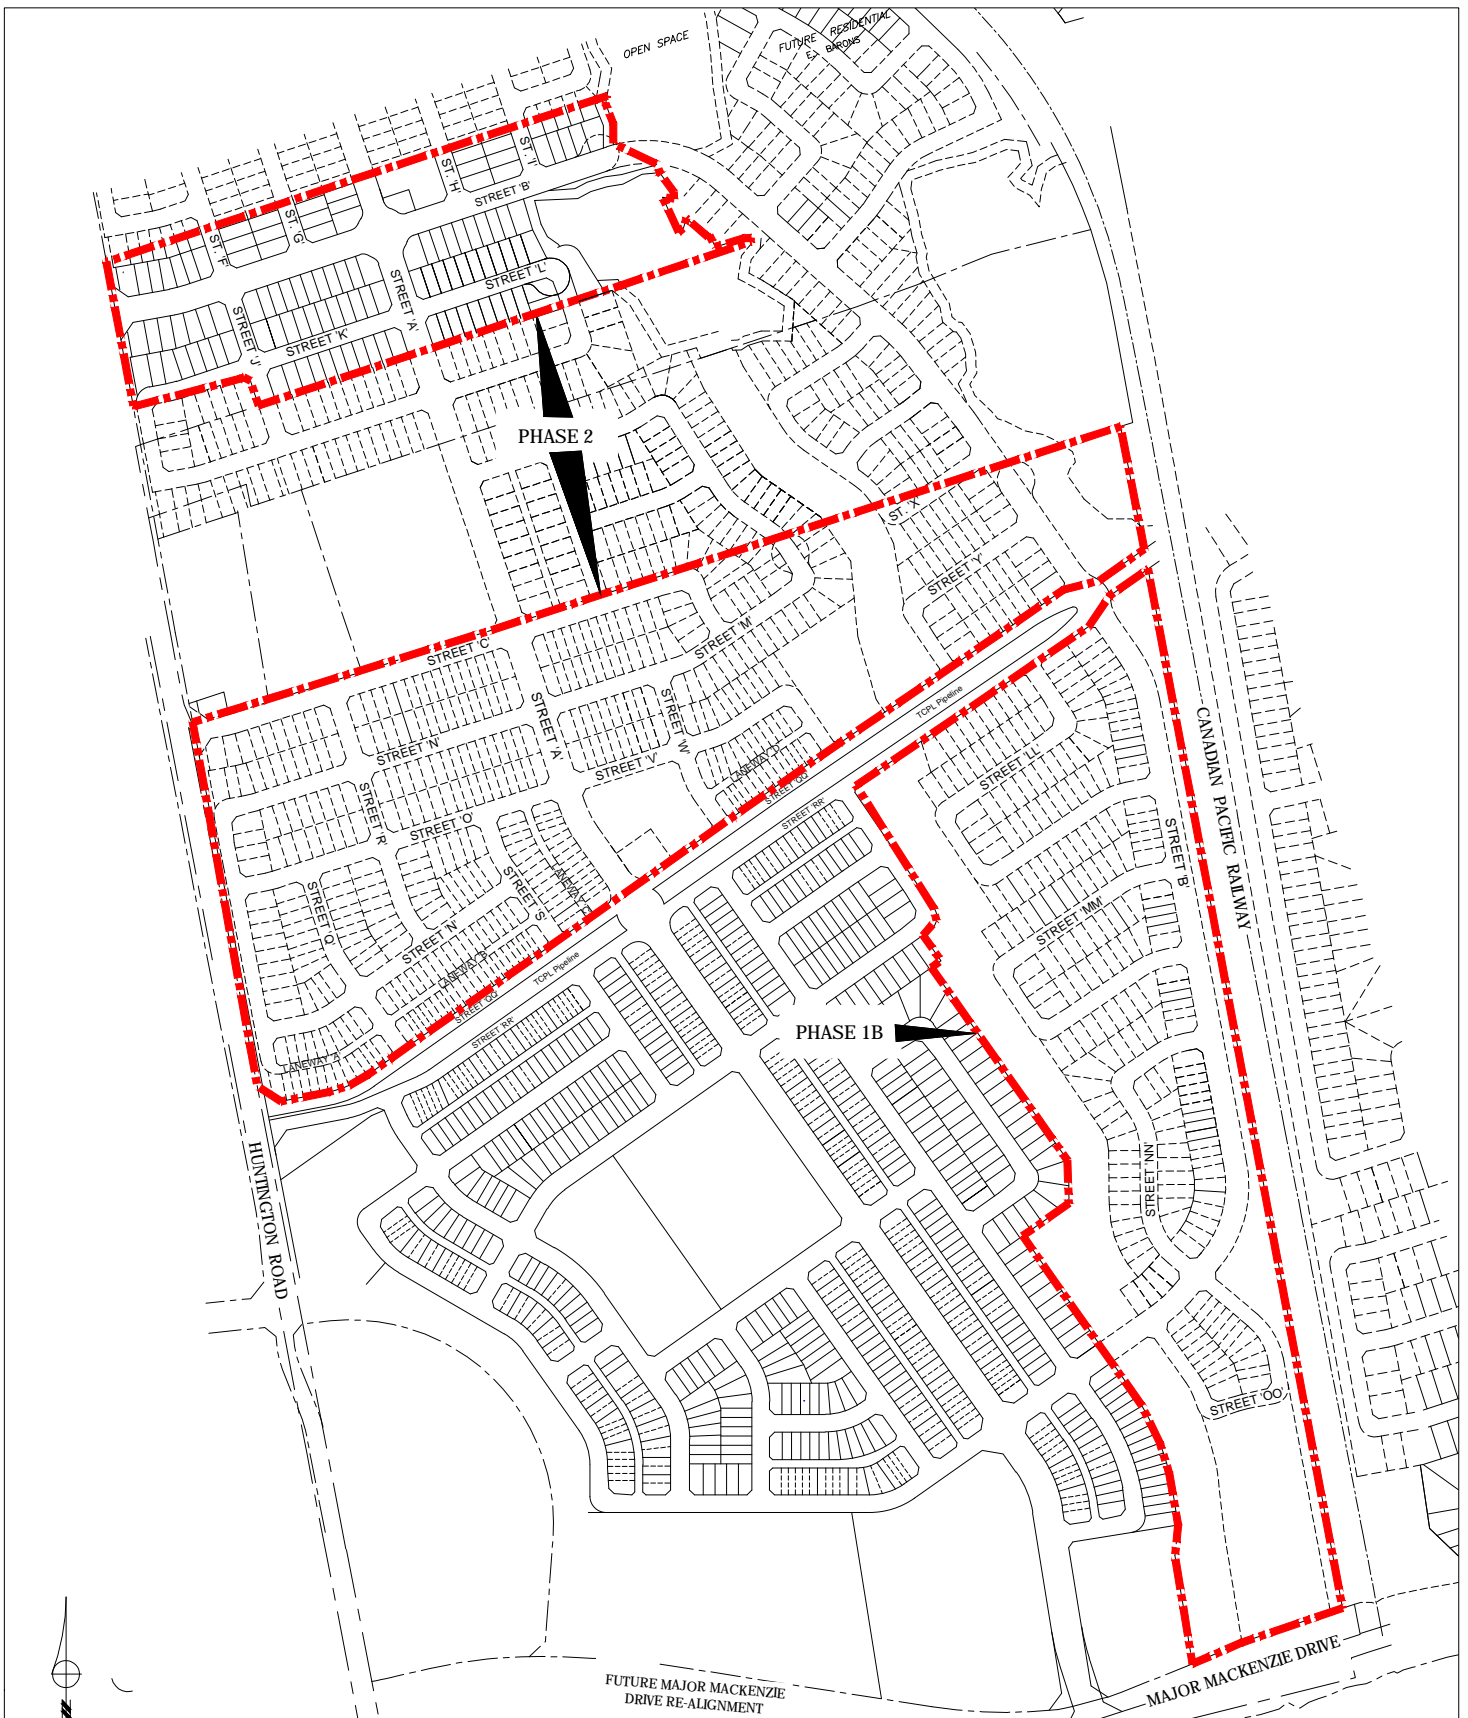 OPEN SPACE
FUTURE RESIDENTIAL
E. BARONS
ST. 'I'
ST. 'H'
STREET 'B'
ST. 'G'
ST. 'F'
STREET 'A'
STREET 'L'
STREET 'J'
STREET 'K'
PHASE 2
ST. 'X'
STREET 'Y'
STREET 'C'
STREET 'M'
STREET 'A'
STREET 'W'
STREET 'N'
STREET 'V'
LANEWAY 'D'
STREET 'QQ'
TCPL Pipeline
STREET 'RR'
STREET 'LL'
CANADIAN PACIFIC RAILWAY
STREET 'B'
STREET 'R'
STREET 'O'
STREET 'S'
LANEWAY 'C'
STREET 'Q'
STREET 'N'
LANEWAY 'B'
STREET 'QQ'
TCPL Pipeline
STREET 'RR'
LANEWAY 'A'
STREET 'MM'
PHASE 1B
STREET 'NN'
HUNTINGTON ROAD
STREET 'OO'
FUTURE MAJOR MACKENZIE
DRIVE RE-ALIGNMENT
MAJOR MACKENZIE DRIVE